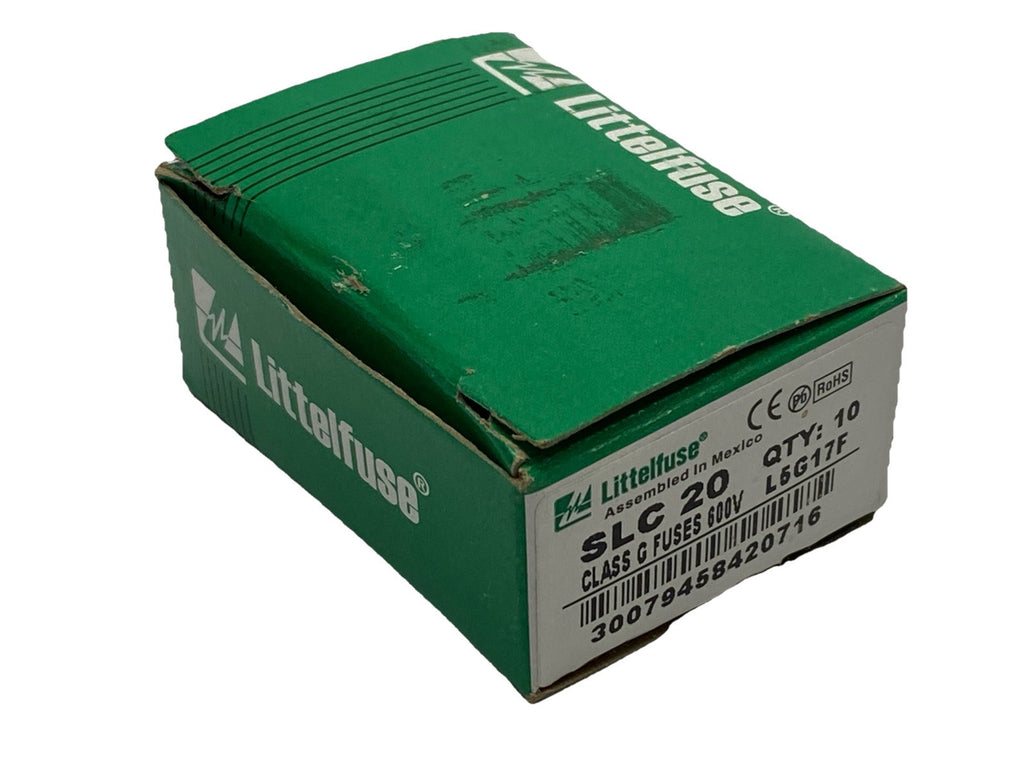 Littelfuse®
Littelfuse®
Littelfuse®
Assembled in Mexico
CE Pb RoHS
SLC 20 QTY: 10
CLASS G FUSES 600V L5G17F
30079458420716